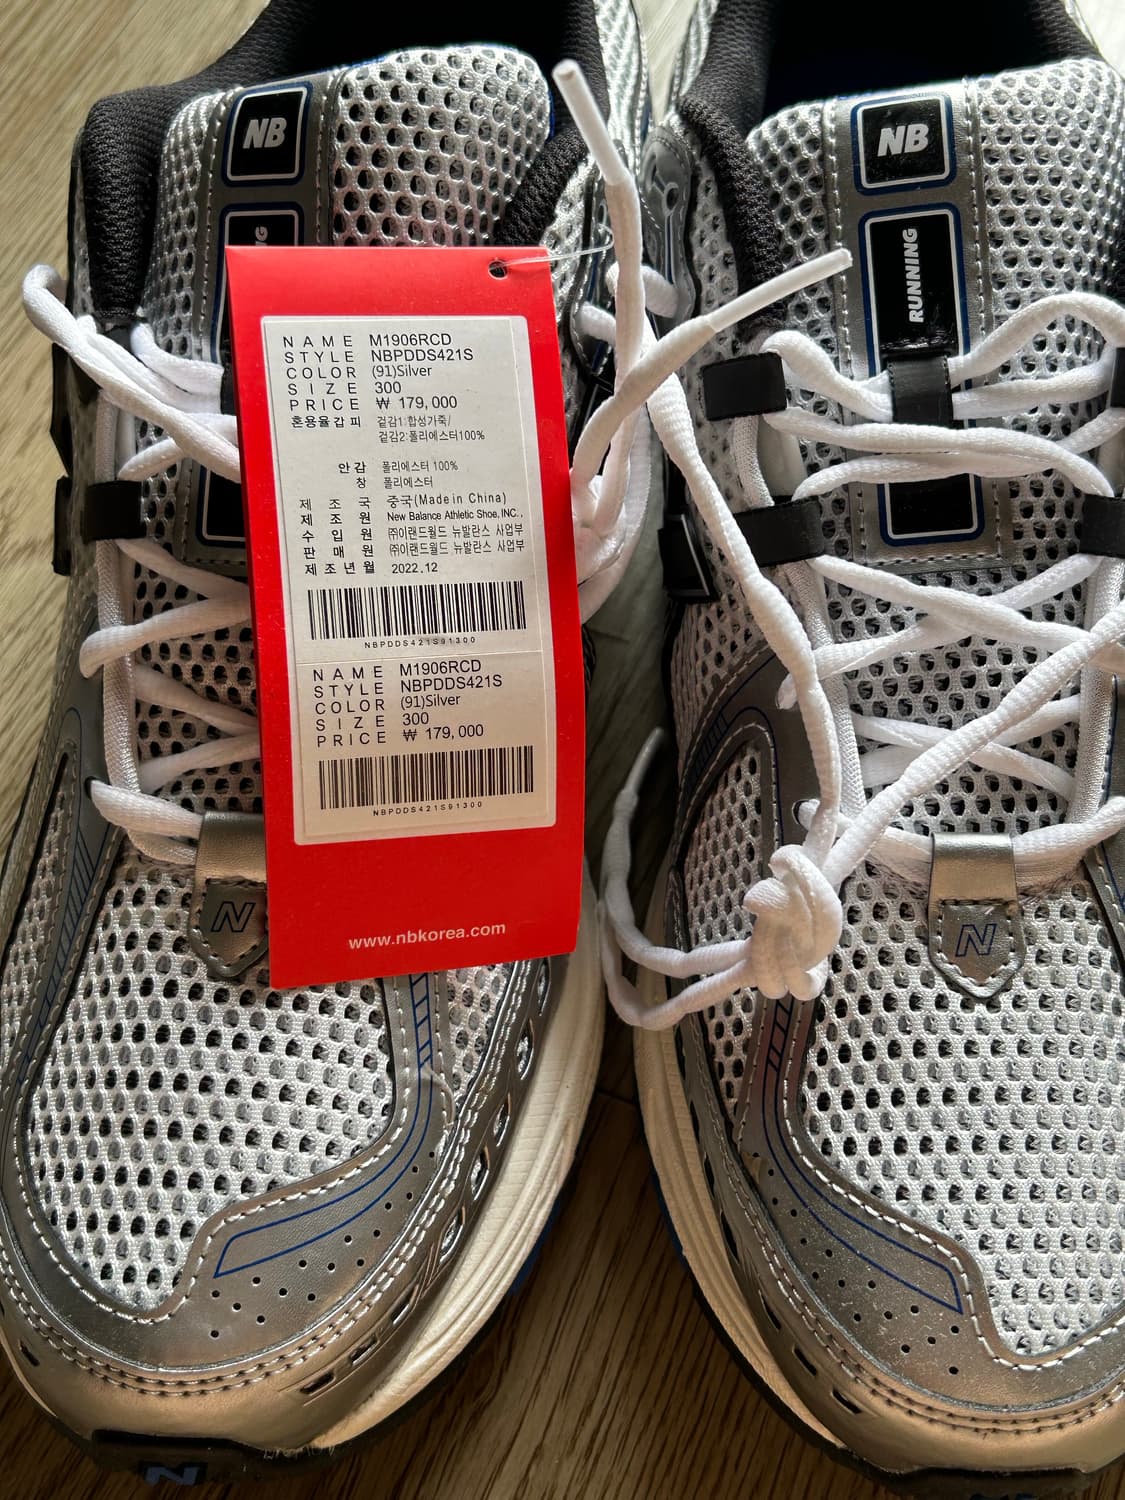 NB
NB
NG
RUNNING
NAME M1906RCD
STYLE NBPDDS421S
COLOR (91)Silver
SIZE 300
PRICE ₩ 179,000
혼용율갑피 겉감1:합성가죽/
겉감2:폴리에스터100%
안감 폴리에스터 100%
창 폴리에스터
제조국 중국(Made in China)
제조원 New Balance Athletic Shoe, INC.,
수입원 ㈜이랜드월드 뉴발란스 사업부
판매원 ㈜이랜드월드 뉴발란스 사업부
제조년월 2022.12
NBPDDS421S91300
NAME M1906RCD
STYLE NBPDDS421S
COLOR (91)Silver
SIZE 300
PRICE ₩ 179,000
NBPDDS421S91300
www.nbkorea.com
N
N
N